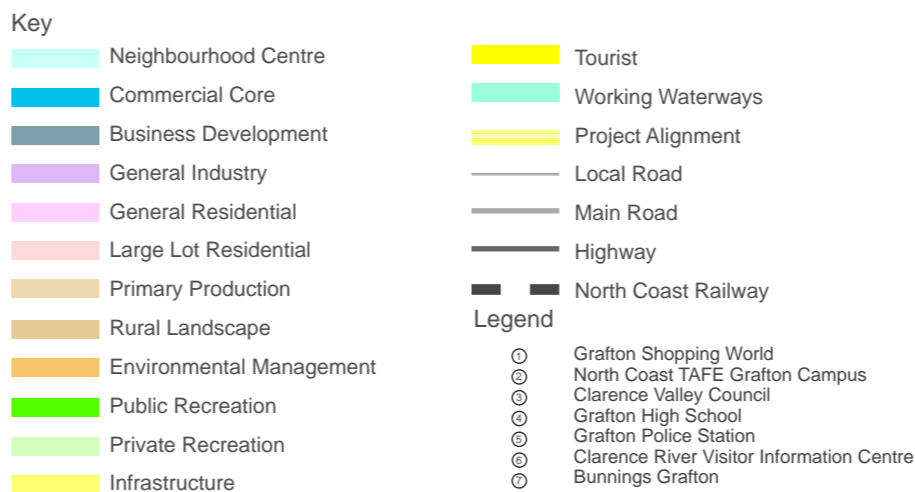 Key
Neighbourhood Centre
Commercial Core
Business Development
General Industry
General Residential
Large Lot Residential
Primary Production
Rural Landscape
Environmental Management
Public Recreation
Private Recreation
Infrastructure
Tourist
Working Waterways
Project Alignment
Local Road
Main Road
Highway
North Coast Railway
Legend
1 Grafton Shopping World
2 North Coast TAFE Grafton Campus
3 Clarence Valley Council
4 Grafton High School
5 Grafton Police Station
6 Clarence River Visitor Information Centre
7 Bunnings Grafton